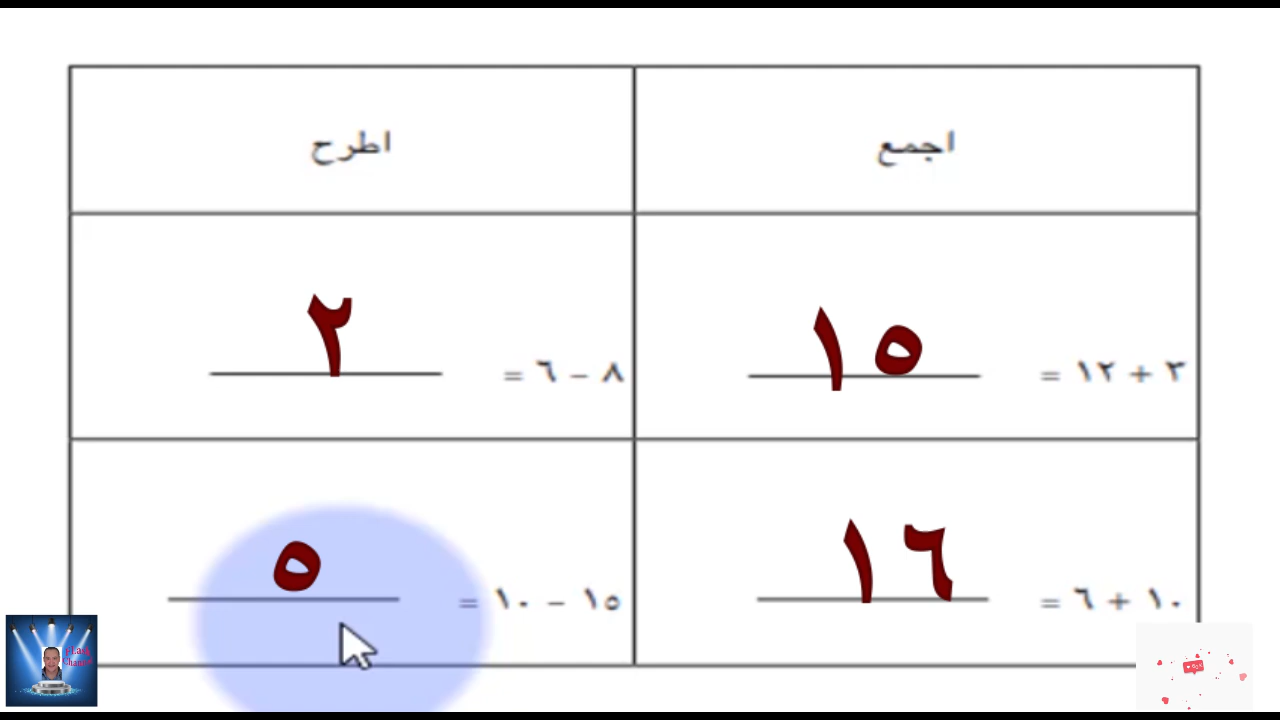 اجمع
اطرح
٣ + ١٢ = ١٥
٨ − ٦ = ٢
١٠ + ٦ = ١٦
١٥ − ١٠ = ٥